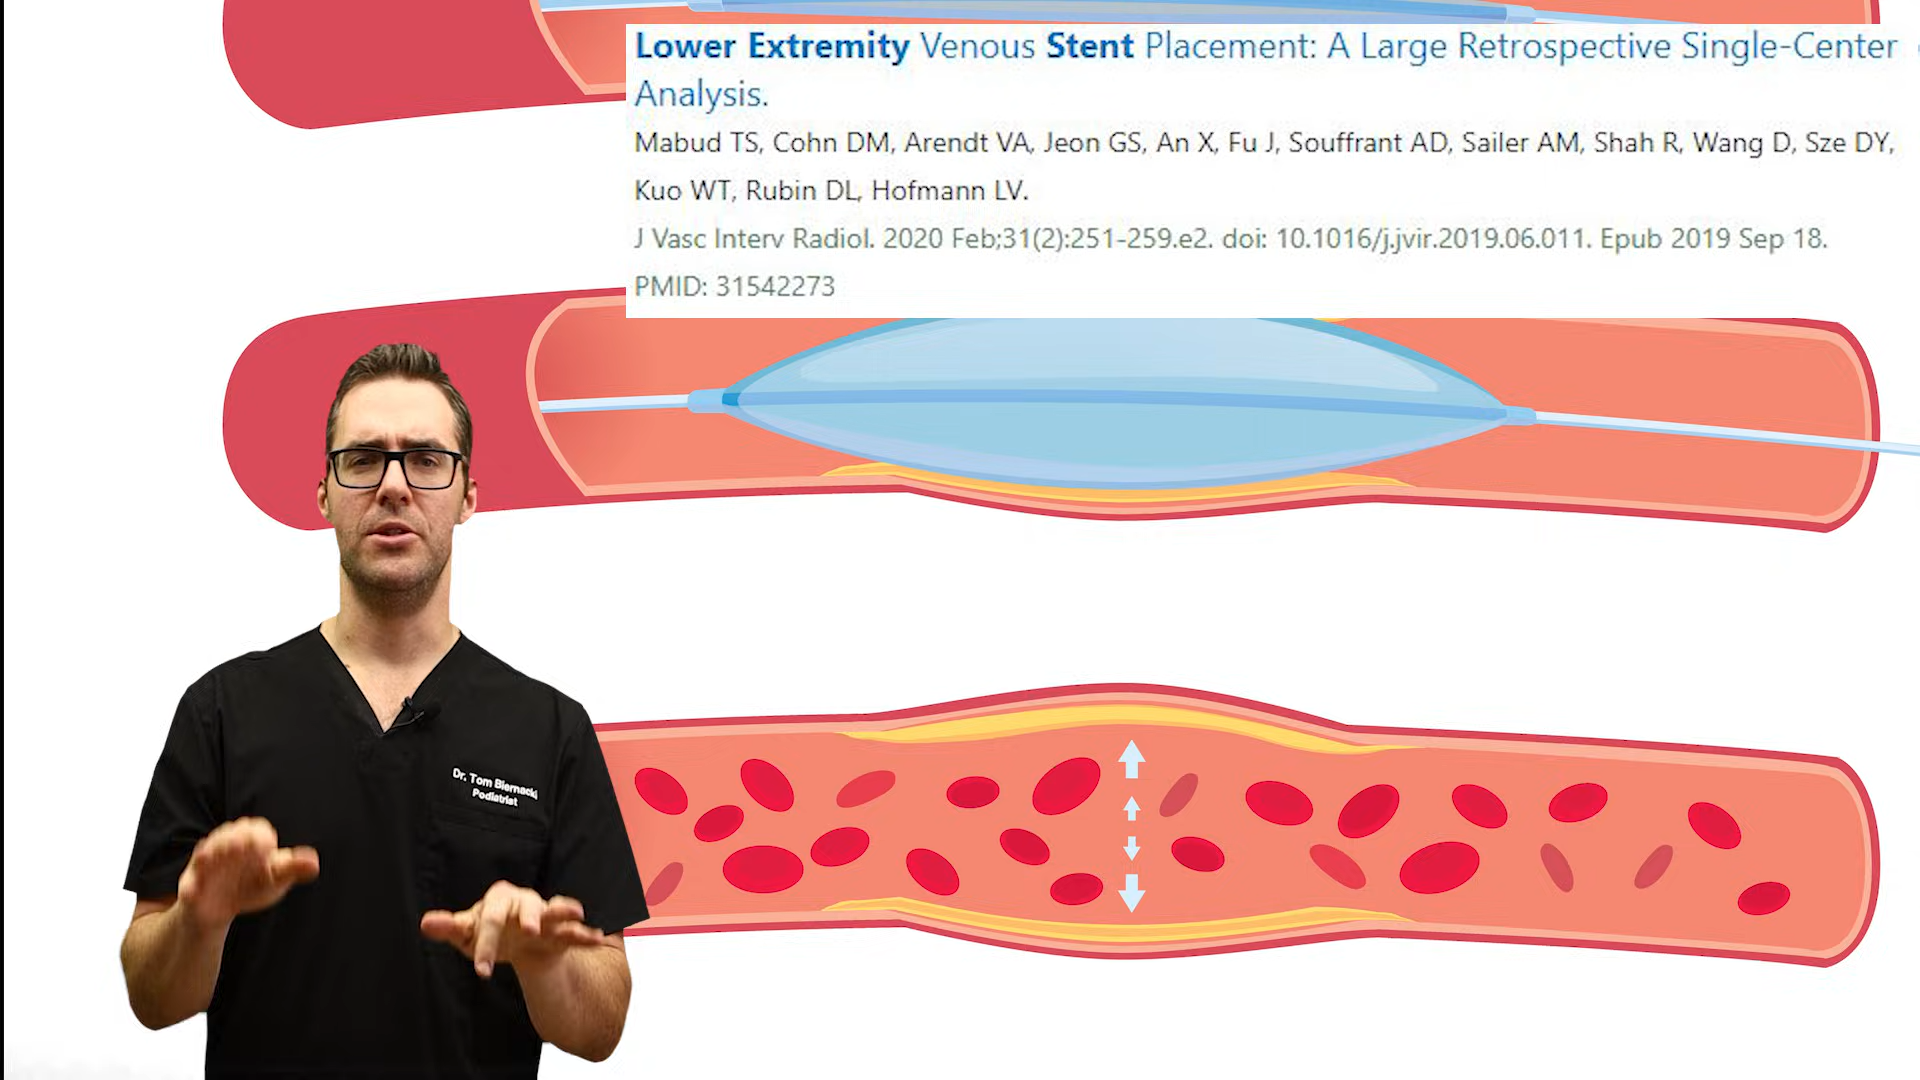 Lower Extremity Venous Stent Placement: A Large Retrospective Single-Center
Analysis.
Mabud TS, Cohn DM, Arendt VA, Jeon GS, An X, Fu J, Souffrant AD, Sailer AM, Shah R, Wang D, Sze DY,
Kuo WT, Rubin DL, Hofmann LV.
J Vasc Interv Radiol. 2020 Feb;31(2):251-259.e2. doi: 10.1016/j.jvir.2019.06.011. Epub 2019 Sep 18.
PMID: 31542273
Dr. Tom Biernacki
Podiatrist